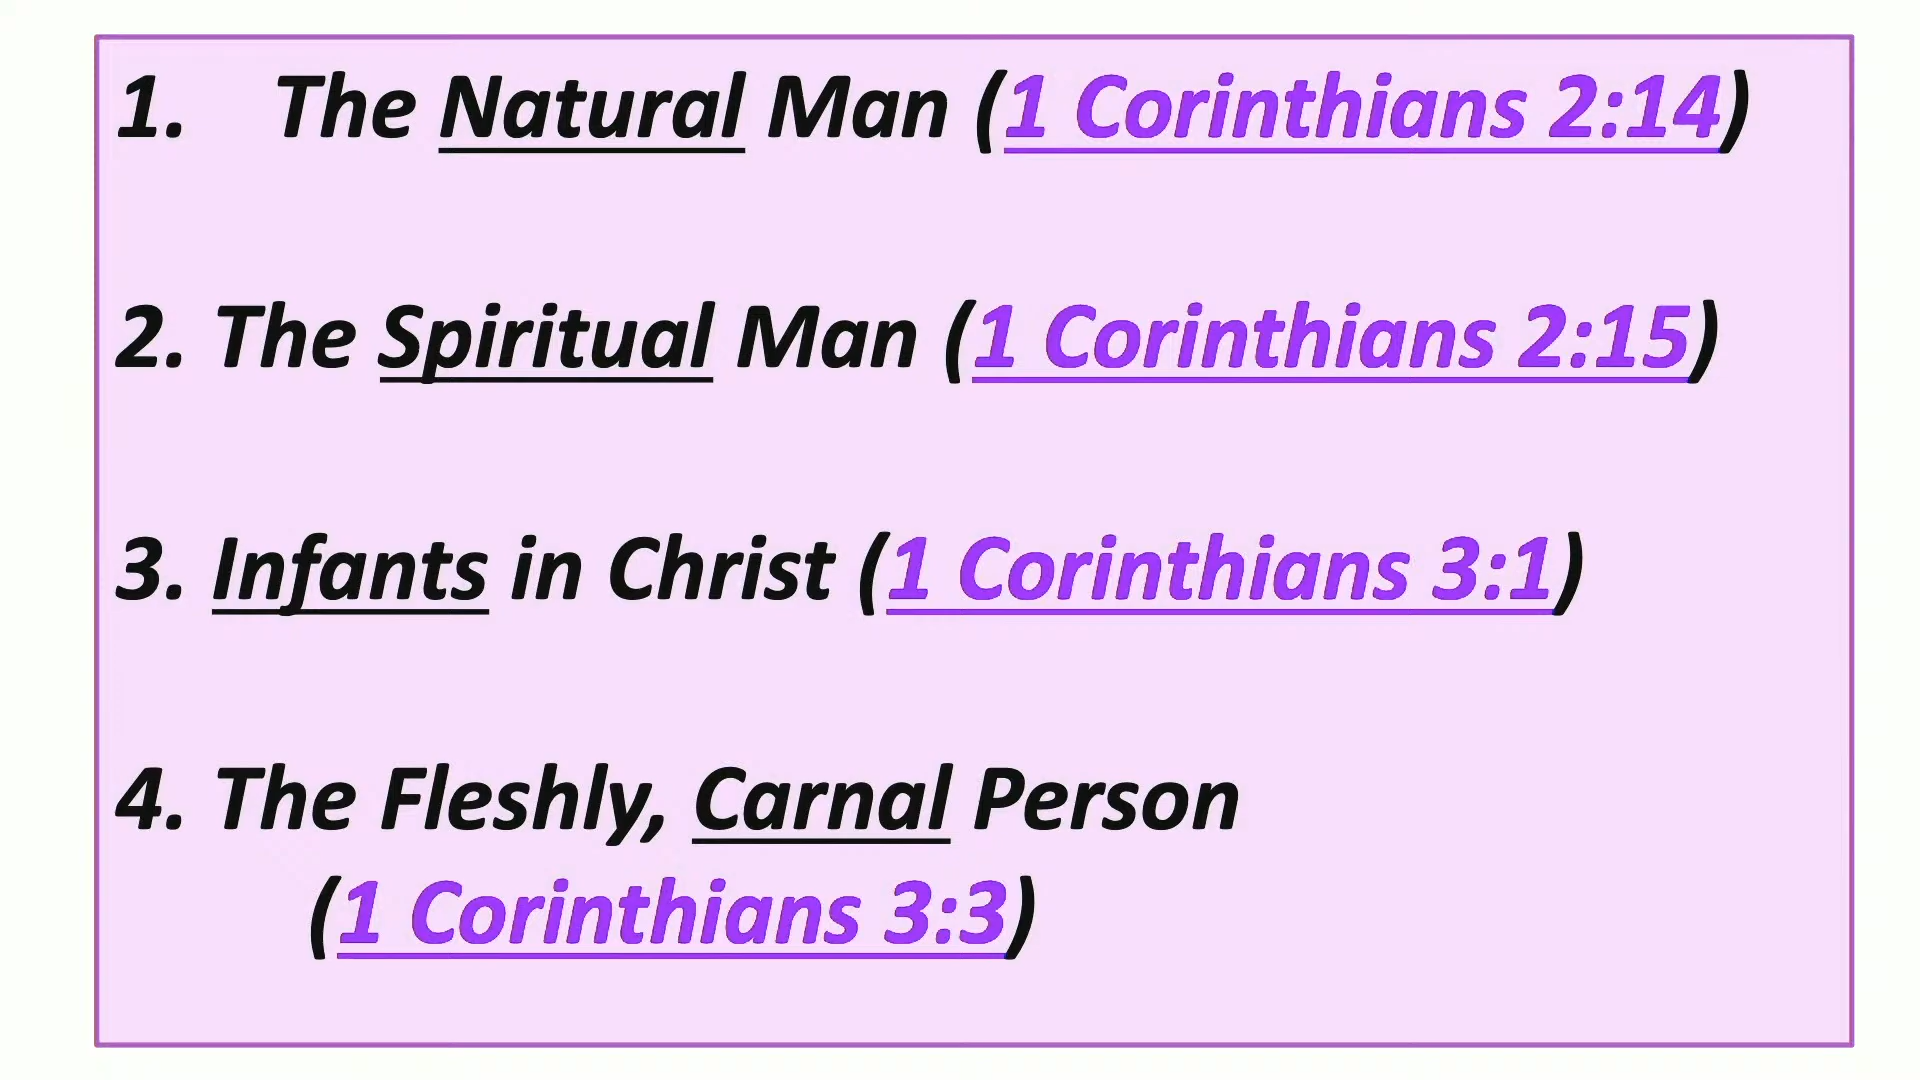 1. The Natural Man (1 Corinthians 2:14)
2. The Spiritual Man (1 Corinthians 2:15)
3. Infants in Christ (1 Corinthians 3:1)
4. The Fleshly, Carnal Person
(1 Corinthians 3:3)